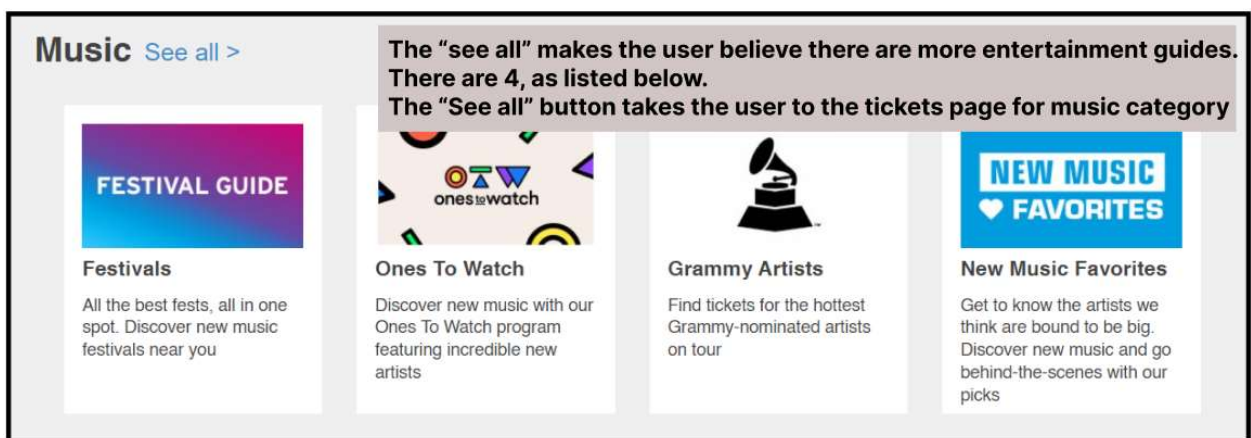 Music See all >
The “see all” makes the user believe there are more entertainment guides.
There are 4, as listed below.
The “See all” button takes the user to the tickets page for music category
FESTIVAL GUIDE
Festivals
All the best fests, all in one
spot. Discover new music
festivals near you
OTW
ones to watch
Ones To Watch
Discover new music with our
Ones To Watch program
featuring incredible new
artists
Grammy Artists
Find tickets for the hottest
Grammy-nominated artists
on tour
NEW MUSIC
FAVORITES
New Music Favorites
Get to know the artists we
think are bound to be big.
Discover new music and go
behind-the-scenes with our
picks